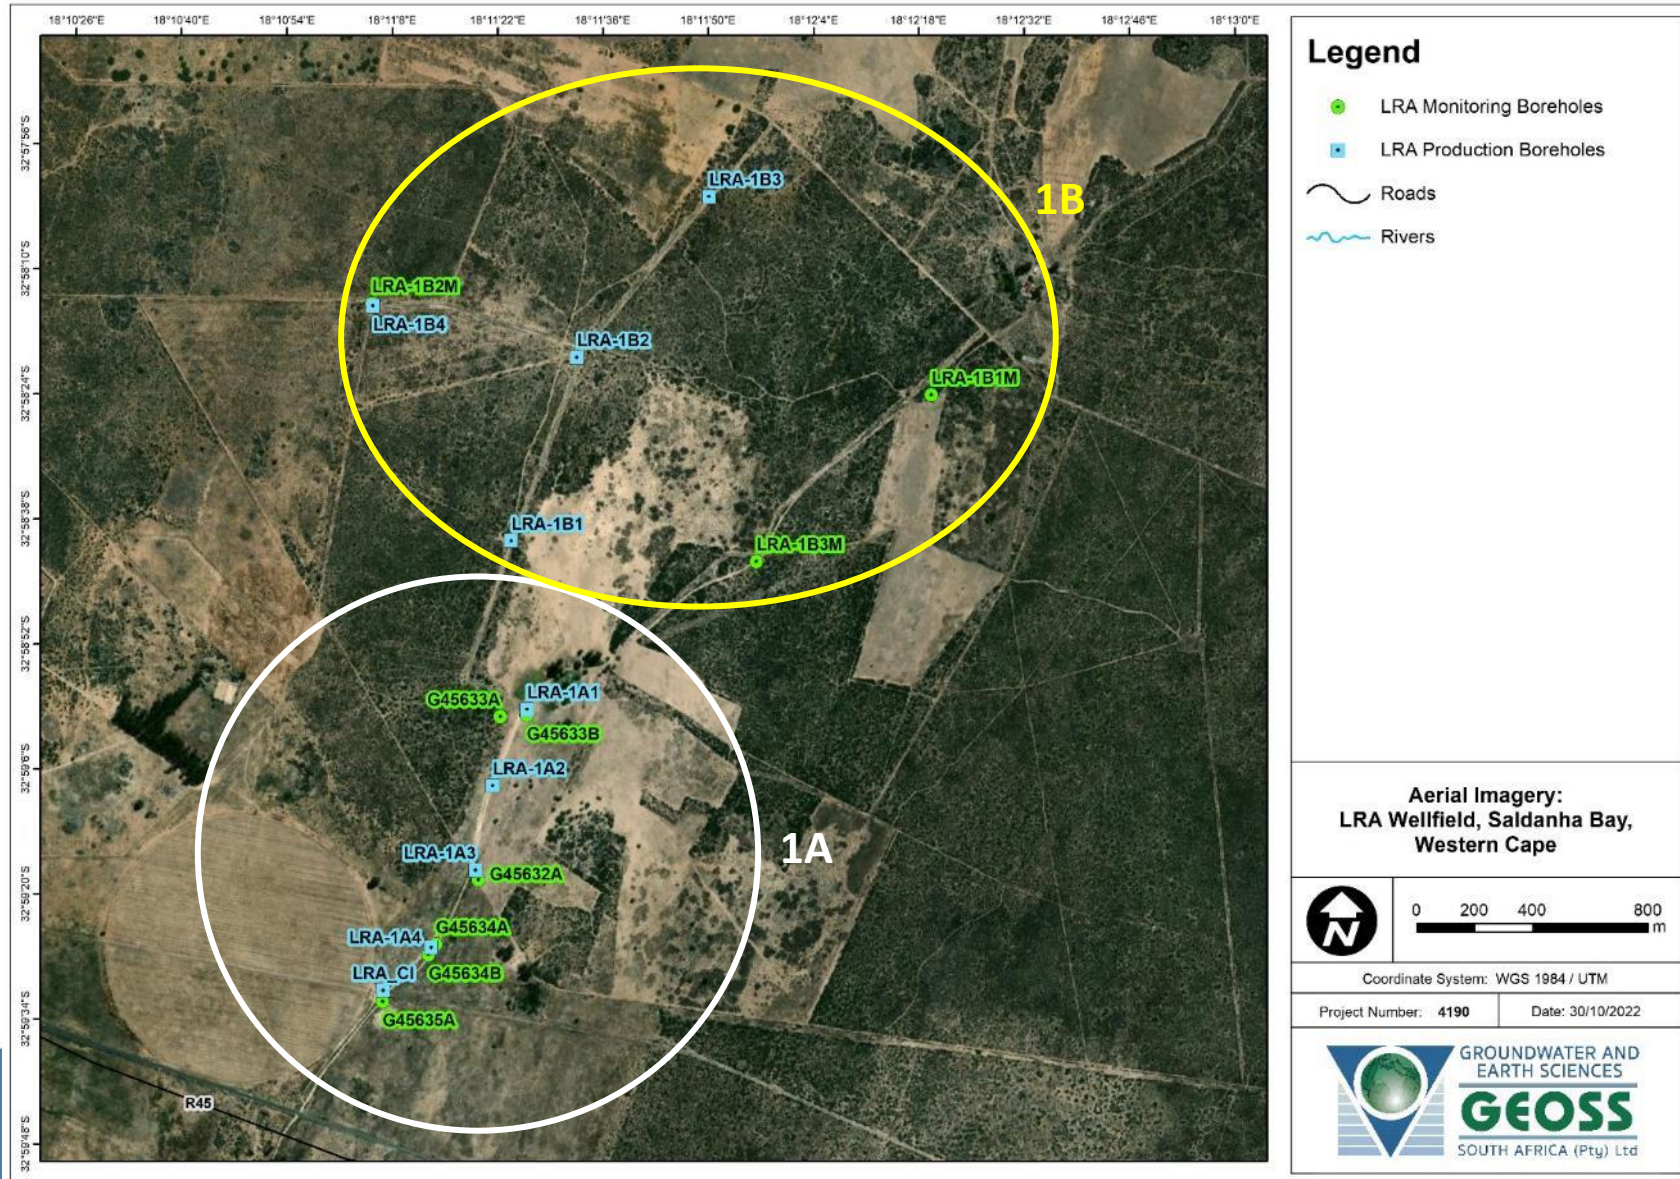 18°10'26"E 18°10'40"E 18°10'54"E 18°11'8"E 18°11'22"E 18°11'36"E 18°11'50"E 18°12'4"E 18°12'18"E 18°12'32"E 18°12'46"E 18°13'0"E
32°57'56"S
32°58'10"S
32°58'24"S
32°58'38"S
32°58'52"S
32°59'6"S
32°59'20"S
32°59'34"S
32°59'48"S
LRA-1B3
1B
LRA-1B2M
LRA-1B4
LRA-1B2
LRA-1B1M
LRA-1B1
LRA-1B3M
G45633A
LRA-1A1
G45633B
LRA-1A2
LRA-1A3
1A
G45632A
G45634A
LRA-1A4
G45634B
LRA_CI
G45635A
R45
Legend
LRA Monitoring Boreholes
LRA Production Boreholes
Roads
Rivers
Aerial Imagery:
LRA Wellfield, Saldanha Bay,
Western Cape
N
0 200 400 800
m
Coordinate System: WGS 1984 / UTM
Project Number: 4190 Date: 30/10/2022
GROUNDWATER AND
EARTH SCIENCES
GEOSS
SOUTH AFRICA (Pty) Ltd